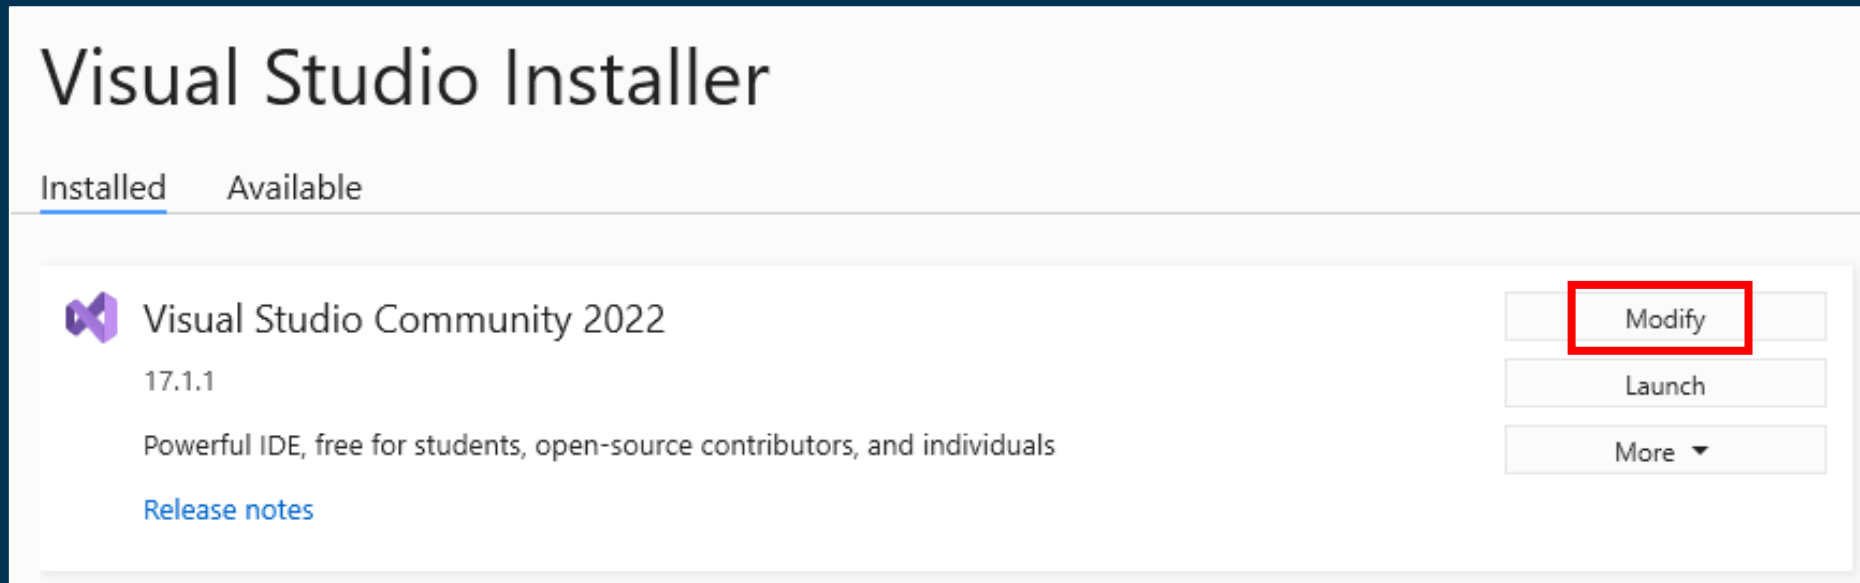 Visual Studio Installer
Installed Available
Visual Studio Community 2022
Modify
17.1.1
Launch
Powerful IDE, free for students, open-source contributors, and individuals
More
Release notes